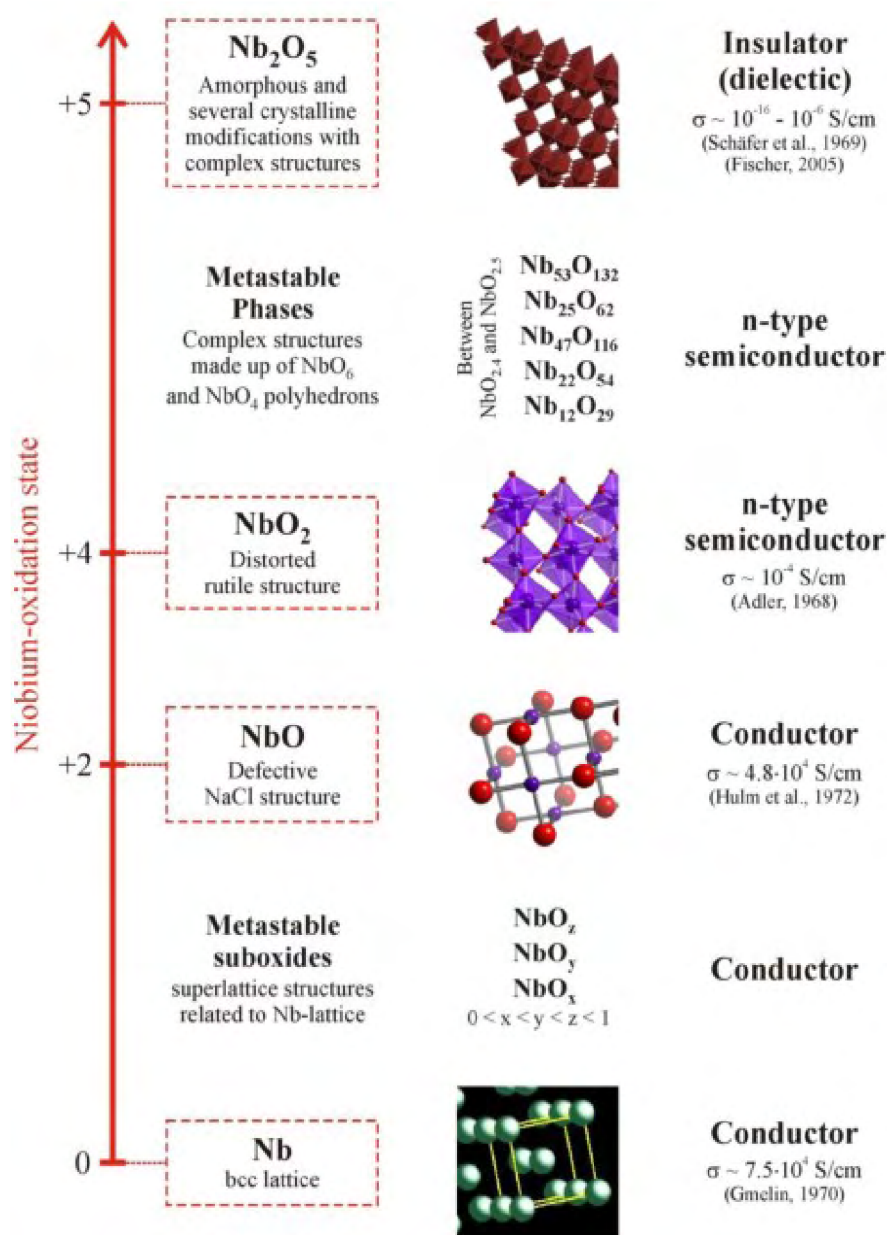 Niobium-oxidation state
+5
Nb₂O₅
Amorphous and
several crystalline
modifications with
complex structures
Insulator
(dielectic)
σ ~ 10⁻¹⁶ - 10⁻⁶ S/cm
(Schäfer et al., 1969)
(Fischer, 2005)
Metastable
Phases
Complex structures
made up of NbO₆
and NbO₄ polyhedrons
Between
NbO₂.₄ and NbO₂.₅
Nb₅₃O₁₃₂
Nb₂₅O₆₂
Nb₄₇O₁₁₆
Nb₂₂O₅₄
Nb₁₂O₂₉
n-type
semiconductor
+4
NbO₂
Distorted
rutile structure
n-type
semiconductor
σ ~ 10⁻⁴ S/cm
(Adler, 1968)
+2
NbO
Defective
NaCl structure
Conductor
σ ~ 4.8·10⁴ S/cm
(Hulm et al., 1972)
Metastable
suboxides
superlattice structures
related to Nb-lattice
NbO_z
NbO_y
NbOₓ
0 < x < y < z < 1
Conductor
0
Nb
bcc lattice
Conductor
σ ~ 7.5·10⁴ S/cm
(Gmelin, 1970)